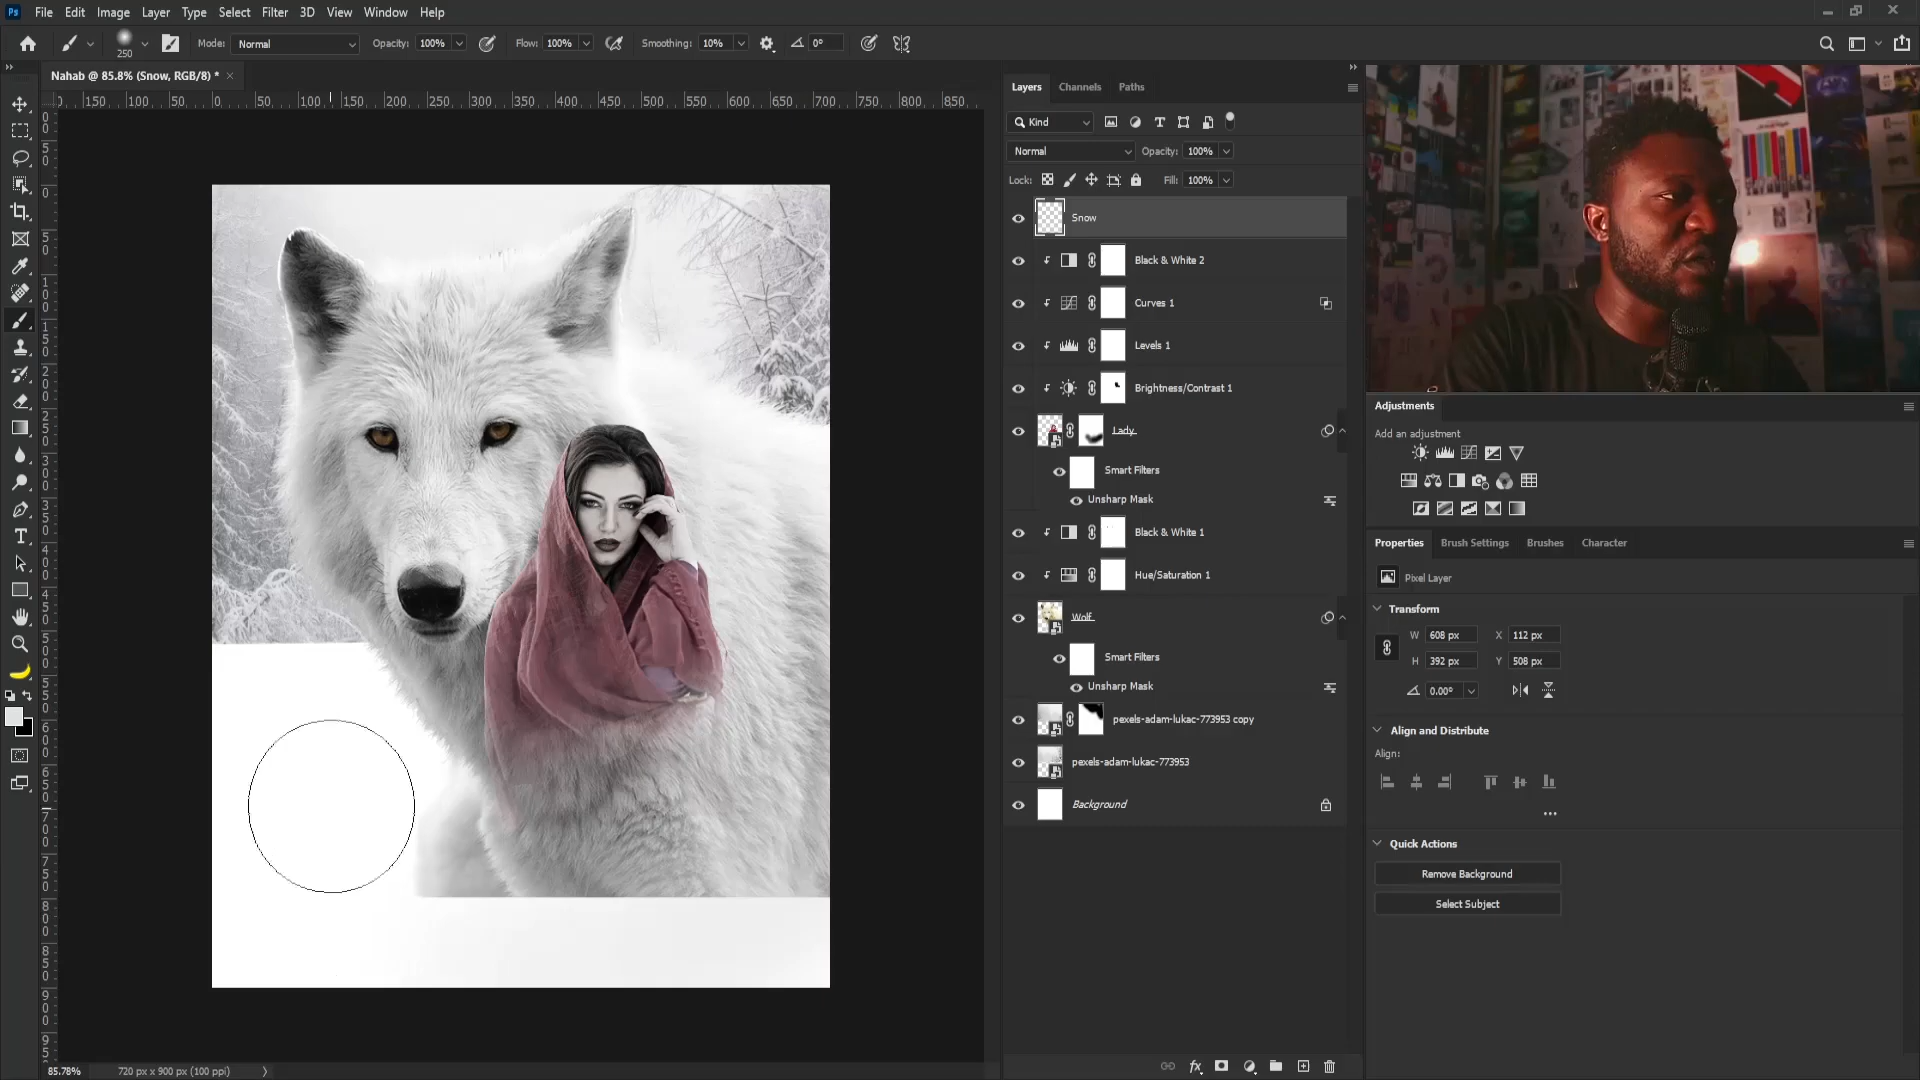 Ps File Edit Image Layer Type Select Filter 3D View Window Help
250 Mode: Normal Opacity: 100% Flow: 100% Smoothing: 10% 0°
Nahab @ 85.8% (Snow, RGB/8) * ×
150 100 50 0 50 100 150 200 250 300 350 400 450 500 550 600 650 700 750 800 850
Layers Channels Paths
Kind
Normal Opacity: 100%
Lock: Fill: 100%
Snow
Black & White 2
Curves 1
Levels 1
Brightness/Contrast 1
Lady
Smart Filters
Unsharp Mask
Black & White 1
Hue/Saturation 1
Wolf
Smart Filters
Unsharp Mask
pexels-adam-lukac-773953 copy
pexels-adam-lukac-773953
Background
fx
Adjustments
Add an adjustment
Properties Brush Settings Brushes Character
Pixel Layer
Transform
W 608 px X 112 px
H 392 px Y 508 px
0.00°
Align and Distribute
Align:
Quick Actions
Remove Background
Select Subject
85.78% 720 px x 900 px (100 ppi)